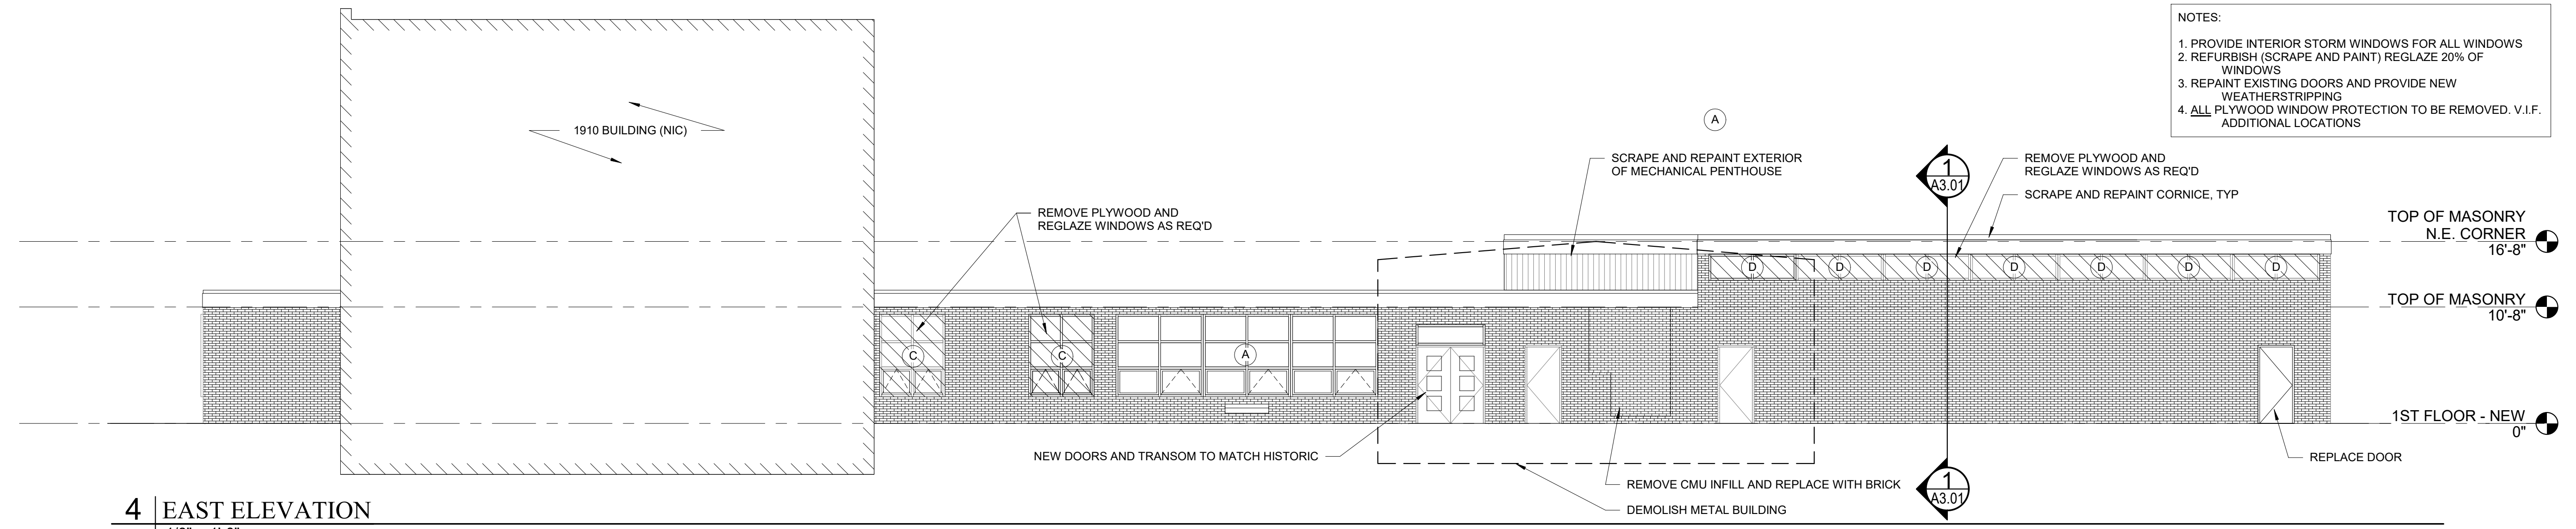 NOTES:
1. PROVIDE INTERIOR STORM WINDOWS FOR ALL WINDOWS
2. REFURBISH (SCRAPE AND PAINT) REGLAZE 20% OF
WINDOWS
3. REPAINT EXISTING DOORS AND PROVIDE NEW
WEATHERSTRIPPING
4. ALL PLYWOOD WINDOW PROTECTION TO BE REMOVED. V.I.F.
ADDITIONAL LOCATIONS
1910 BUILDING (NIC)
A
SCRAPE AND REPAINT EXTERIOR
OF MECHANICAL PENTHOUSE
1
A3.01
REMOVE PLYWOOD AND
REGLAZE WINDOWS AS REQ'D
SCRAPE AND REPAINT CORNICE, TYP
REMOVE PLYWOOD AND
REGLAZE WINDOWS AS REQ'D
TOP OF MASONRY
N.E. CORNER
16'-8"
D D D D D D D
TOP OF MASONRY
10'-8"
C C A
1ST FLOOR - NEW
0"
NEW DOORS AND TRANSOM TO MATCH HISTORIC
REPLACE DOOR
REMOVE CMU INFILL AND REPLACE WITH BRICK
1
A3.01
DEMOLISH METAL BUILDING
4 EAST ELEVATION